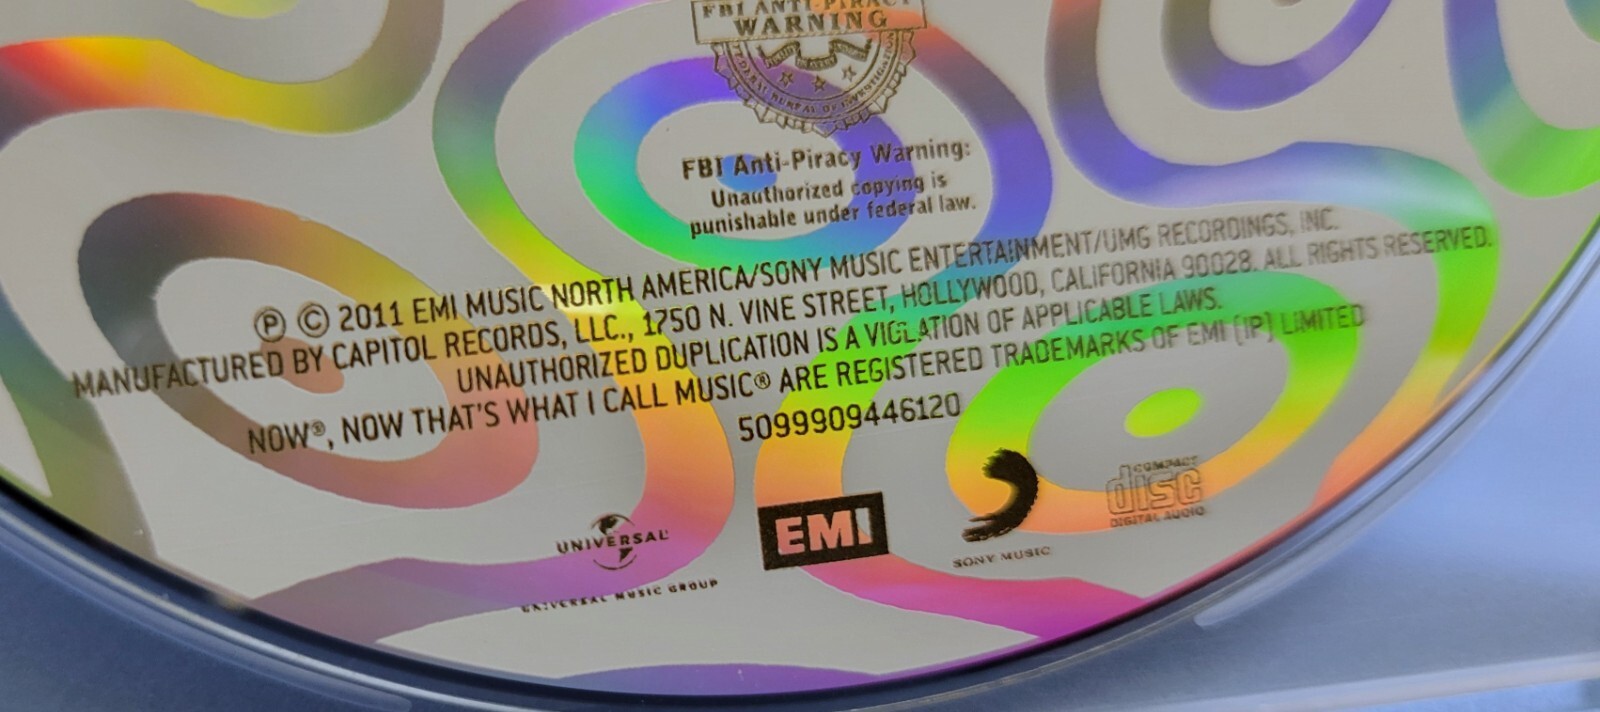 FBI ANTI-PIRACY
WARNING
FBI Anti-Piracy Warning:
Unauthorized copying is
punishable under federal law.
Ⓟ © 2011 EMI MUSIC NORTH AMERICA/SONY MUSIC ENTERTAINMENT/UMG RECORDINGS, INC.
MANUFACTURED BY CAPITOL RECORDS, LLC., 1750 N. VINE STREET, HOLLYWOOD, CALIFORNIA 90028. ALL RIGHTS RESERVED.
UNAUTHORIZED DUPLICATION IS A VIOLATION OF APPLICABLE LAWS.
NOW®, NOW THAT'S WHAT I CALL MUSIC® ARE REGISTERED TRADEMARKS OF EMI (IP) LIMITED
5099909446120
UNIVERSAL
UNIVERSAL MUSIC GROUP
EMI
SONY MUSIC
COMPACT
disc
DIGITAL AUDIO